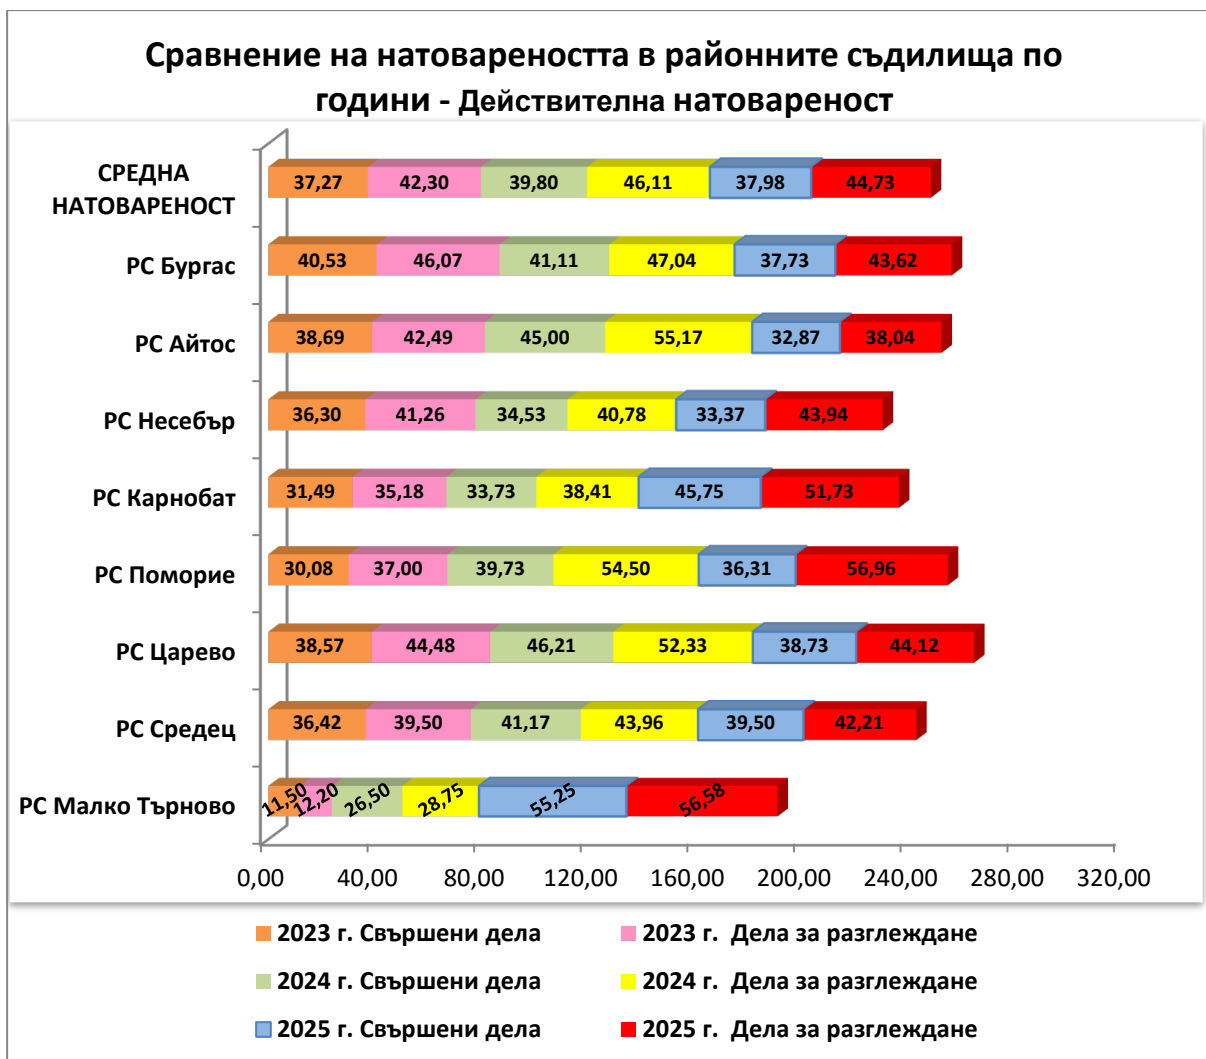 Сравнение на натовареността в районните съдилища по
години - Действителна натовареност
СРЕДНА
НАТОВАРЕНОСТ
37,27 42,30 39,80 46,11 37,98 44,73
РС Бургас 40,53 46,07 41,11 47,04 37,73 43,62
РС Айтос 38,69 42,49 45,00 55,17 32,87 38,04
РС Несебър 36,30 41,26 34,53 40,78 33,37 43,94
РС Карнобат 31,49 35,18 33,73 38,41 45,75 51,73
РС Поморие 30,08 37,00 39,73 54,50 36,31 56,96
РС Царево 38,57 44,48 46,21 52,33 38,73 44,12
РС Средец 36,42 39,50 41,17 43,96 39,50 42,21
РС Малко Търново 11,50 12,20 26,50 28,75 55,25 56,58
0,00 40,00 80,00 120,00 160,00 200,00 240,00 280,00 320,00
2023 г. Свършени дела 2023 г. Дела за разглеждане
2024 г. Свършени дела 2024 г. Дела за разглеждане
2025 г. Свършени дела 2025 г. Дела за разглеждане